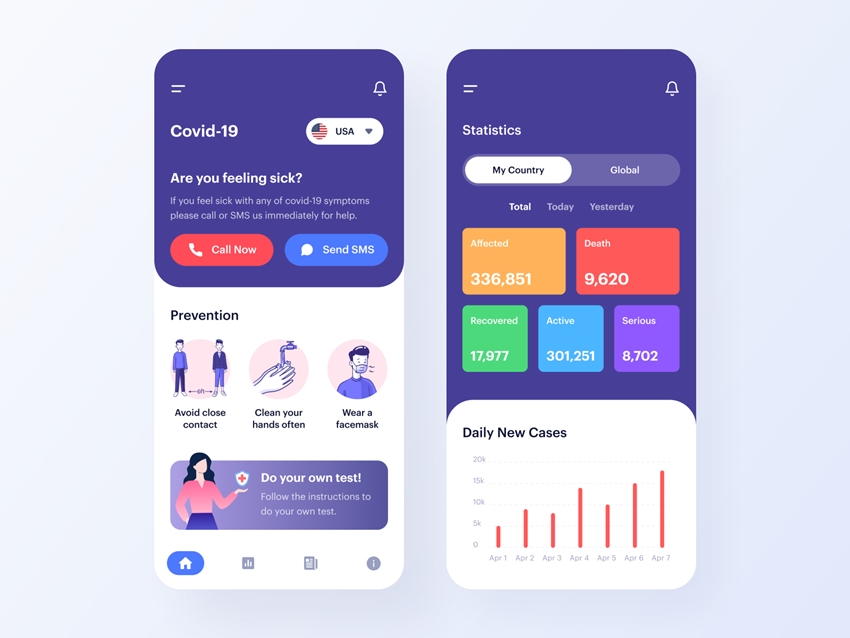 Covid-19
USA
Are you feeling sick?
If you feel sick with any of covid-19 symptoms
please call or SMS us immediately for help.
Call Now
Send SMS
Prevention
6ft
Avoid close
contact
Clean your
hands often
Wear a
facemask
Do your own test!
Follow the instructions to
do your own test.
Statistics
My Country
Global
Total
Today
Yesterday
Affected
336,851
Death
9,620
Recovered
17,977
Active
301,251
Serious
8,702
Daily New Cases
20k
15k
10k
5k
0
Apr 1
Apr 2
Apr 3
Apr 4
Apr 5
Apr 6
Apr 7